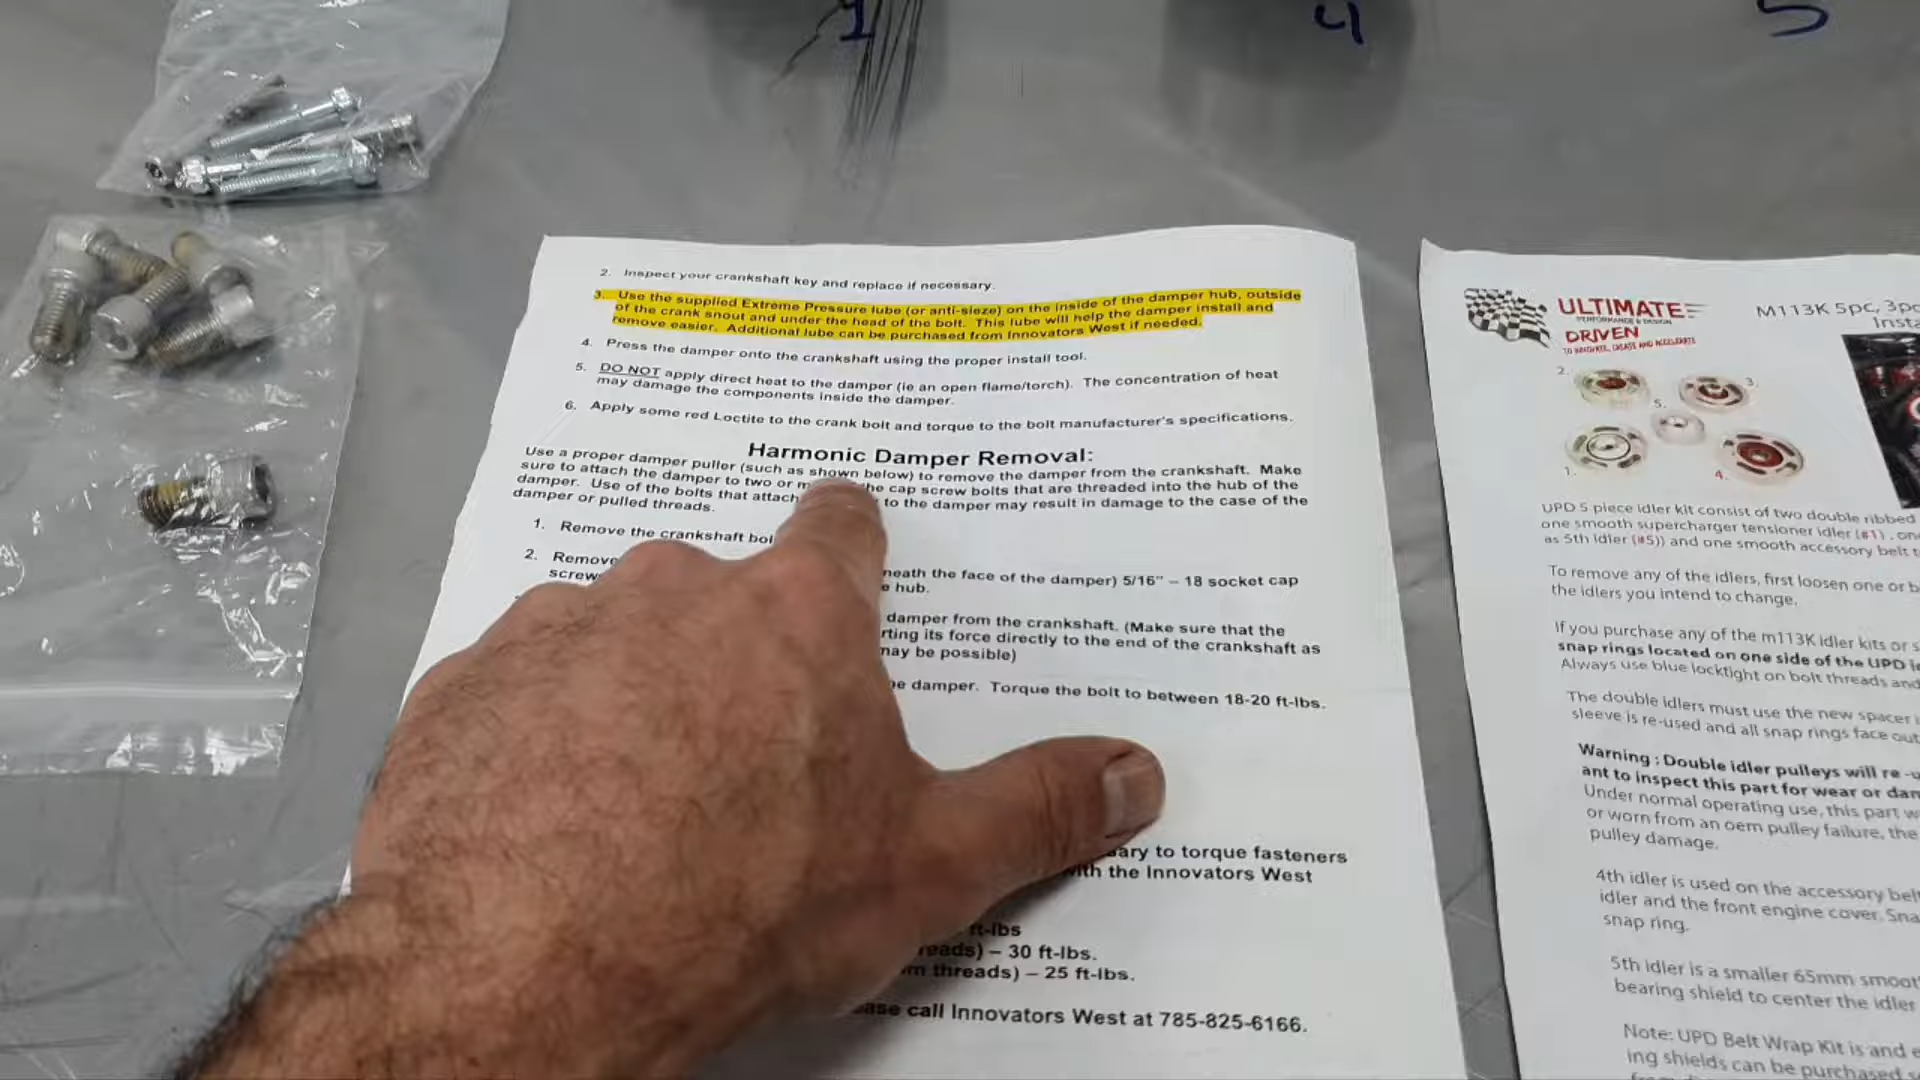 1
4
5
2. Inspect your crankshaft key and replace if necessary.
3. Use the supplied Extreme Pressure lube (or anti-sieze) on the inside of the damper hub, outside
of the crank snout and under the head of the bolt. This lube will help the damper install and
remove easier. Additional lube can be purchased from Innovators West if needed.
4. Press the damper onto the crankshaft using the proper install tool.
5. DO NOT apply direct heat to the damper (ie an open flame/torch). The concentration of heat
may damage the components inside the damper.
6. Apply some red Loctite to the crank bolt and torque to the bolt manufacturer's specifications.
Harmonic Damper Removal:
Use a proper damper puller (such as shown below) to remove the damper from the crankshaft. Make
sure to attach the damper to two or the cap screw bolts that are threaded into the hub of the
damper. Use of the bolts that attach to the damper may result in damage to the case of the
damper or pulled threads.
1. Remove the crankshaft
2. Remove neath the face of the damper) 5/16" – 18 socket cap
screw hub.
damper from the crankshaft. (Make sure that the
rting its force directly to the end of the crankshaft as
may be possible)
damper. Torque the bolt to between 18-20 ft-lbs.
to torque fasteners
with the Innovators West
ft-lbs
– 30 ft-lbs.
threads) – 25 ft-lbs.
call Innovators West at 785-825-6166.
ULTIMATE
PERFORMANCE & DESIGN
DRIVEN
TO INNOVATE, CREATE AND ACCELERATE
M113K 5pc, 3pc
Insta
2.
3.
5.
1.
4.
UPD 5 piece idler kit consist of two double ribbed
one smooth supercharger tensioner idler (#1), one
as 5th idler (#5)) and one smooth accessory belt
To remove any of the idlers, first loosen one or
the idlers you intend to change.
If you purchase any of the m113K idler kits or
snap rings located on one side of the UPD
Always use blue locktight on bolt threads and
The double idlers must use the new spacer
sleeve is re-used and all snap rings face out
Warning : Double idler pulleys will re-u
ant to inspect this part for wear or dam
Under normal operating use, this part
or worn from an oem pulley failure, the
pulley damage.
4th idler is used on the accessory belt
idler and the front engine cover. Sna
snap ring.
5th idler is a smaller 65mm smoot
bearing shield to center the idler
Note: UPD Belt Wrap Kit is and e
ing shields can be purchased